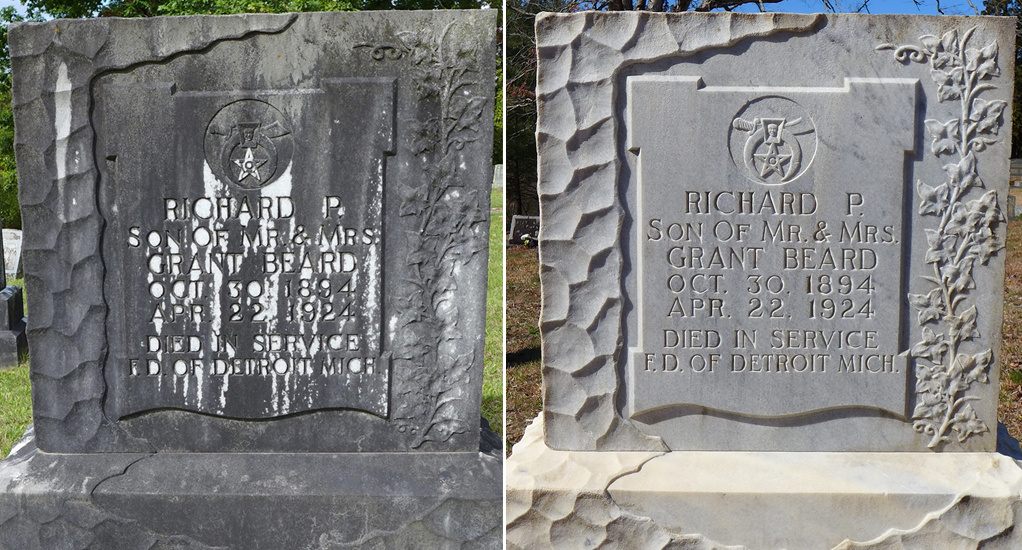 RICHARD P.
SON OF MR. & MRS.
GRANT BEARD
OCT. 30. 1894
APR. 22. 1924
DIED IN SERVICE
F.D. OF DETROIT MICH.
RICHARD P.
SON OF MR. & MRS.
GRANT BEARD
OCT. 30. 1894
APR. 22. 1924
DIED IN SERVICE
F.D. OF DETROIT MICH.